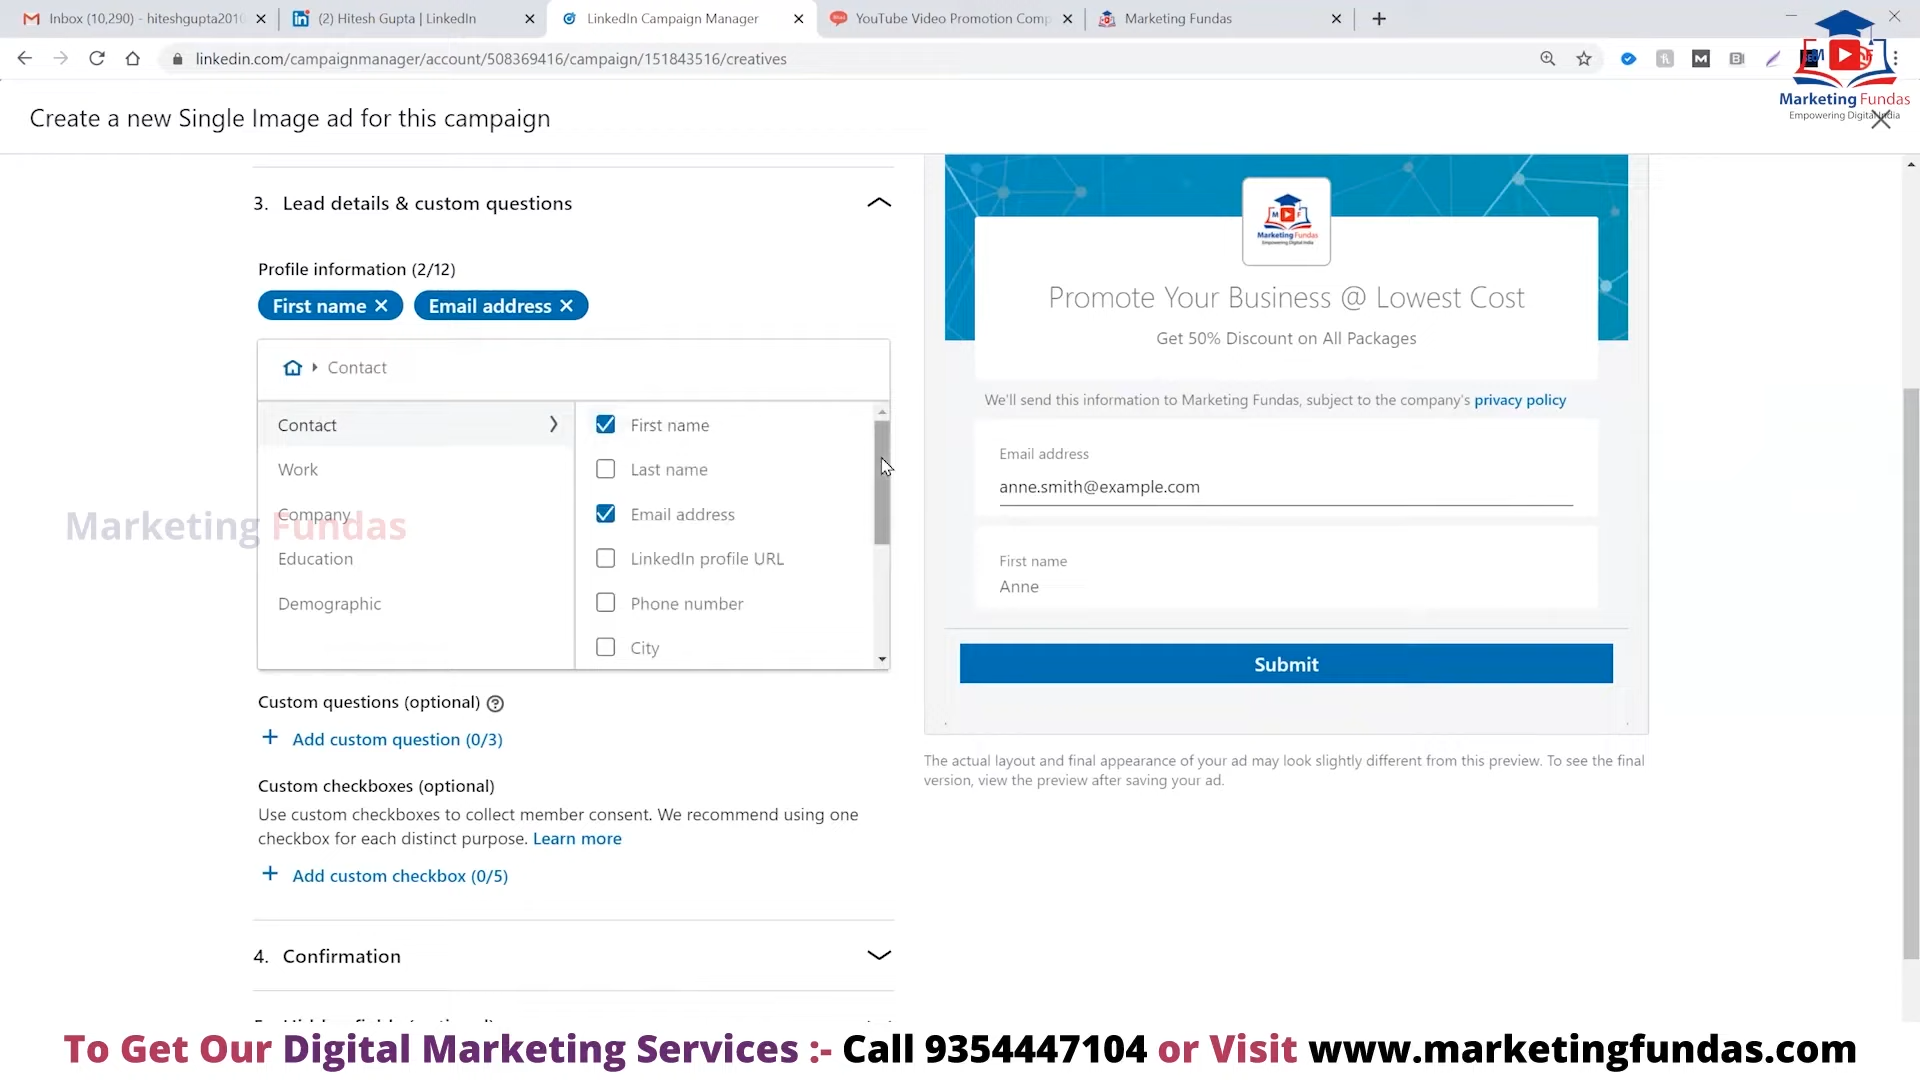 Inbox (10,290) - hiteshgupta2010
(2) Hitesh Gupta | LinkedIn
LinkedIn Campaign Manager
YouTube Video Promotion Comp
Marketing Fundas
linkedin.com/campaignmanager/account/508369416/campaign/151843516/creatives
Marketing Fundas
Empowering Digital India
Create a new Single Image ad for this campaign
3. Lead details & custom questions
Profile information (2/12)
First name
Email address
Contact
Contact
Work
Company
Education
Demographic
First name
Last name
Email address
LinkedIn profile URL
Phone number
City
Marketing Fundas
Custom questions (optional)
Add custom question (0/3)
Custom checkboxes (optional)
Use custom checkboxes to collect member consent. We recommend using one
checkbox for each distinct purpose. Learn more
Add custom checkbox (0/5)
4. Confirmation
M F
Marketing Fundas
Empowering Digital India
Promote Your Business @ Lowest Cost
Get 50% Discount on All Packages
We'll send this information to Marketing Fundas, subject to the company's privacy policy
Email address
anne.smith@example.com
First name
Anne
Submit
The actual layout and final appearance of your ad may look slightly different from this preview. To see the final
version, view the preview after saving your ad.
To Get Our Digital Marketing Services :- Call 9354447104 or Visit www.marketingfundas.com